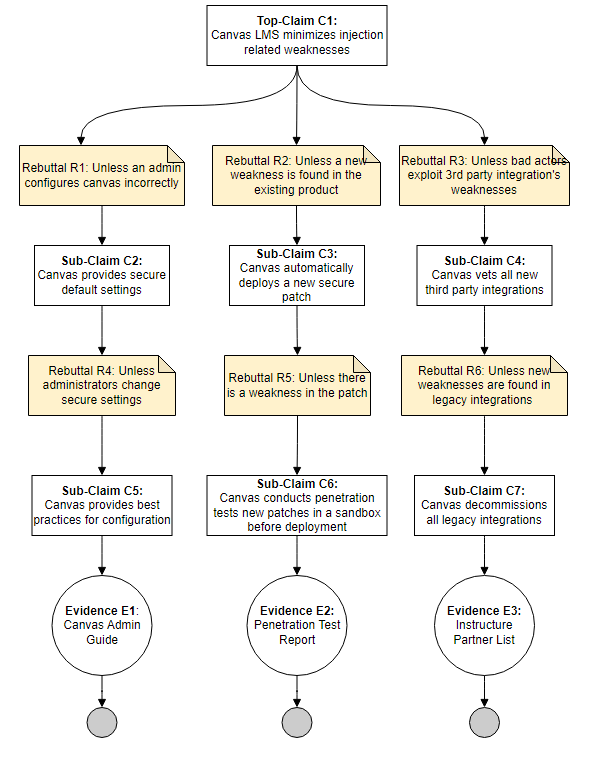 Top-Claim C1:
Canvas LMS minimizes injection
related weaknesses
Rebuttal R1: Unless an admin
configures canvas incorrectly
Rebuttal R2: Unless a new
weakness is found in the
existing product
Rebuttal R3: Unless bad actors
exploit 3rd party integration's
weaknesses
Sub-Claim C2:
Canvas provides secure
default settings
Sub-Claim C3:
Canvas automatically
deploys a new secure
patch
Sub-Claim C4:
Canvas vets all new
third party integrations
Rebuttal R4: Unless
administrators change
secure settings
Rebuttal R5: Unless there
is a weakness in the patch
Rebuttal R6: Unless new
weaknesses are found in
legacy integrations
Sub-Claim C5:
Canvas provides best
practices for configuration
Sub-Claim C6:
Canvas conducts penetration
tests new patches in a sandbox
before deployment
Sub-Claim C7:
Canvas decommissions
all legacy integrations
Evidence E1:
Canvas Admin
Guide
Evidence E2:
Penetration Test
Report
Evidence E3:
Instructure
Partner List